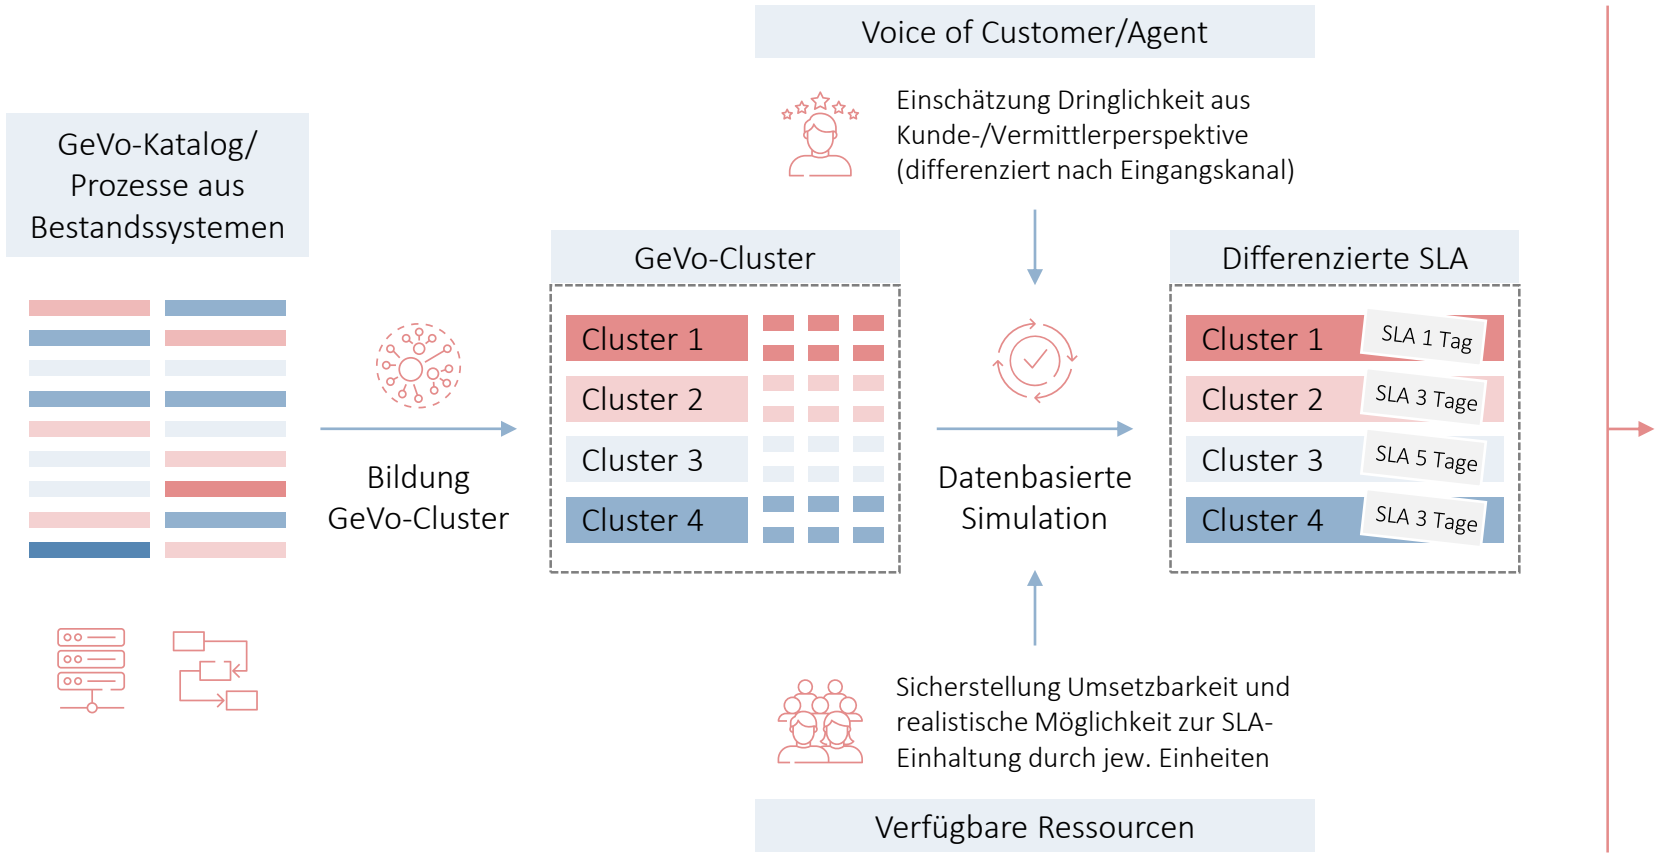 Voice of Customer/Agent
Einschätzung Dringlichkeit aus
Kunde-/Vermittlerperspektive
(differenziert nach Eingangskanal)
GeVo-Katalog/
Prozesse aus
Bestandssystemen
Bildung
GeVo-Cluster
GeVo-Cluster
Cluster 1
Cluster 2
Cluster 3
Cluster 4
Datenbasierte
Simulation
Differenzierte SLA
Cluster 1 SLA 1 Tag
Cluster 2 SLA 3 Tage
Cluster 3 SLA 5 Tage
Cluster 4 SLA 3 Tage
Sicherstellung Umsetzbarkeit und
realistische Möglichkeit zur SLA-
Einhaltung durch jew. Einheiten
Verfügbare Ressourcen